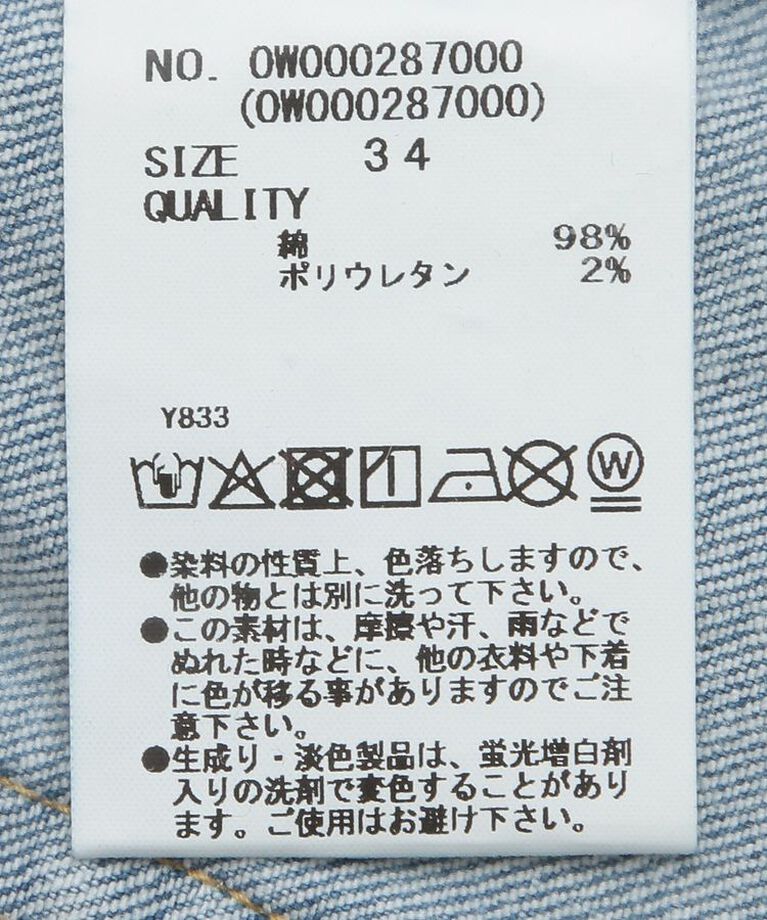 NO. 0W000287000
(0W000287000)
SIZE 34
QUALITY
綿 98%
ポリウレタン 2%
Y833
W
●染料の性質上、色落ちしますので、
他の物とは別に洗って下さい。
●この素材は、摩擦や汗、雨などで
ぬれた時などに、他の衣料や下着
に色が移る事がありますのでご注
意下さい。
●生成り・淡色製品は、蛍光増白剤
入りの洗剤で変色することがあり
ます。ご使用はお避け下さい。